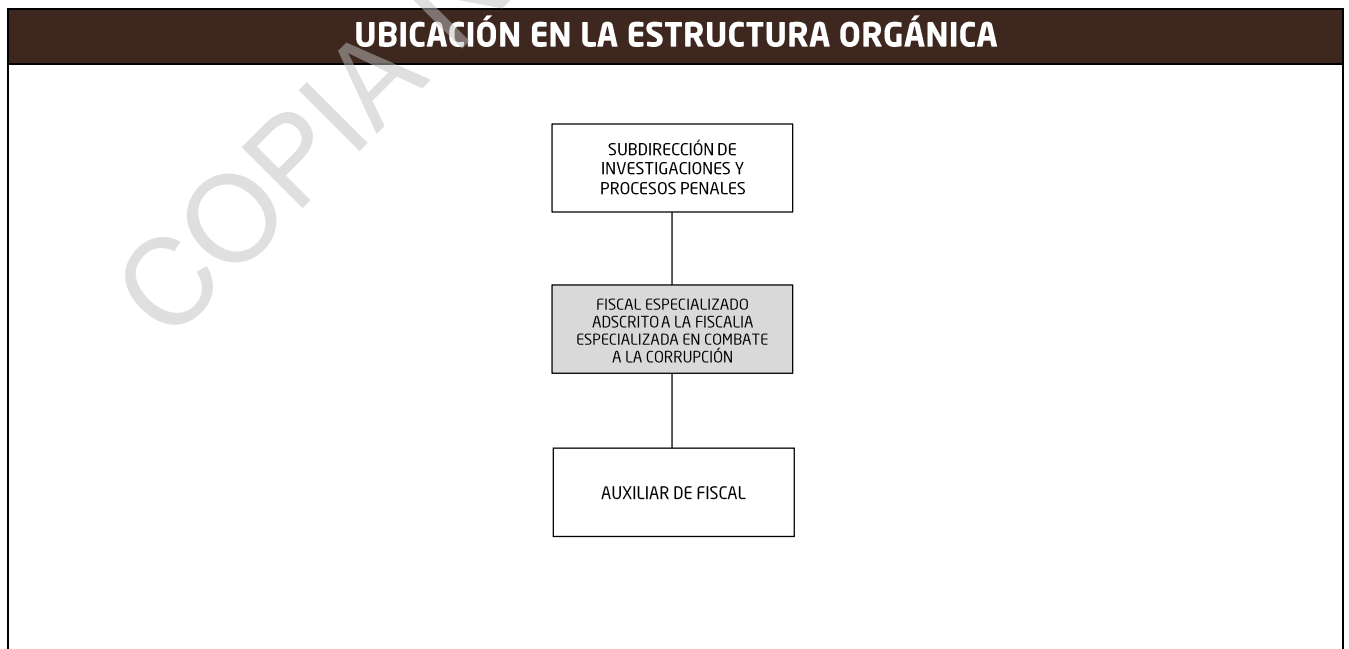 UBICACIÓN EN LA ESTRUCTURA ORGÁNICA
SUBDIRECCIÓN DE
INVESTIGACIONES Y
PROCESOS PENALES
FISCAL ESPECIALIZADO
ADSCRITO A LA FISCALIA
ESPECIALIZADA EN COMBATE
A LA CORRUPCIÓN
AUXILIAR DE FISCAL
COPIA